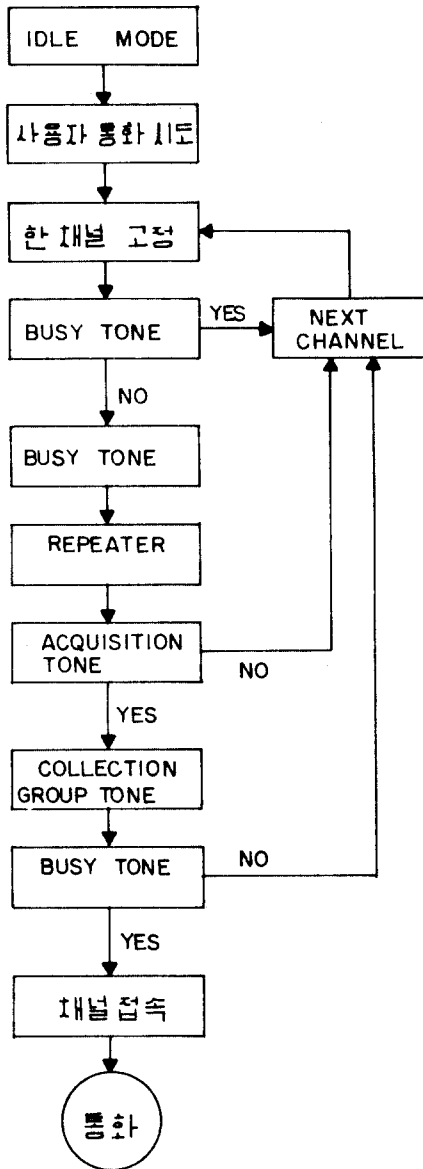 IDLE MODE
사용자 통화 시도
한 채널 고정
BUSY TONE
YES
NEXT
CHANNEL
NO
BUSY TONE
REPEATER
ACQUISITION
TONE
NO
YES
COLLECTION
GROUP TONE
BUSY TONE
NO
YES
채널 접속
통화